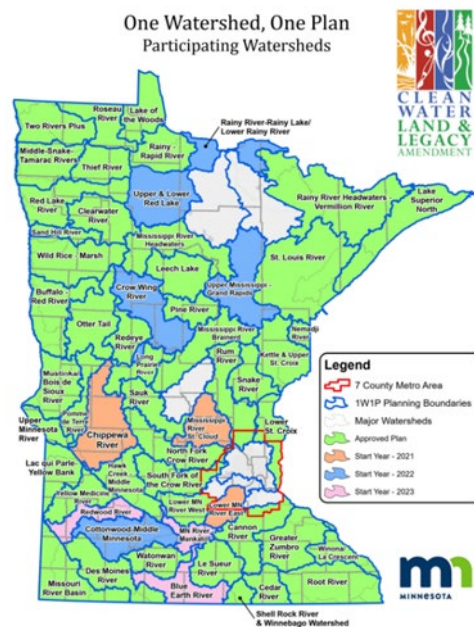 One Watershed, One Plan
Participating Watersheds
CLEAN
WATER
LAND &
LEGACY
AMENDMENT
Roseau
River
Lake of
the Woods
Rainy River-Rainy Lake/
Lower Rainy River
Two Rivers Plus
Rainy -
Rapid River
Middle-Snake-
Tamarac Rivers
Thief River
Upper & Lower
Red Lake
Rainy River Headwaters
Vermillion River
Lake
Superior
North
Red Lake
River
Clearwater
River
Sand Hill River
Mississippi River
Headwaters
Wild Rice - Marsh
Leech Lake
St. Louis River
Buffalo -
Red River
Crow Wing
River
Upper Mississippi -
Grand Rapids
Pine River
Otter Tail
Redeye
River
Mississippi River
Brainerd
Nemadji
River
Long
Prairie
River
Rum
River
Kettle & Upper
St. Croix
Mustinka/
Bois de
Sioux River
Sauk
River
Snake
River
Pomme
de Terre
River
Upper
Minnesota
River
Chippewa
River
Mississippi
River
St. Cloud
Lower
St. Croix
North Fork
Crow River
Lac qui Parle-
Yellow Bank
Hawk
Creek
Middle
Minnesota
South Fork of
the Crow River
Yellow Medicine
River
Redwood River
Lower MN
River West
Lower MN
River East
Cottonwood-Middle
Minnesota
MN River
Mankato
Cannon
River
Watonwan
River
Greater
Zumbro
River
Winona/
La Crescent
Le Sueur
River
Des Moines
River
Missouri
River Basin
Blue
Earth River
Cedar
River
Root River
Shell Rock River
& Winnebago Watershed
Legend
7 County Metro Area
1W1P Planning Boundaries
Major Watersheds
Approved Plan
Start Year - 2021
Start Year - 2022
Start Year - 2023
MINNESOTA